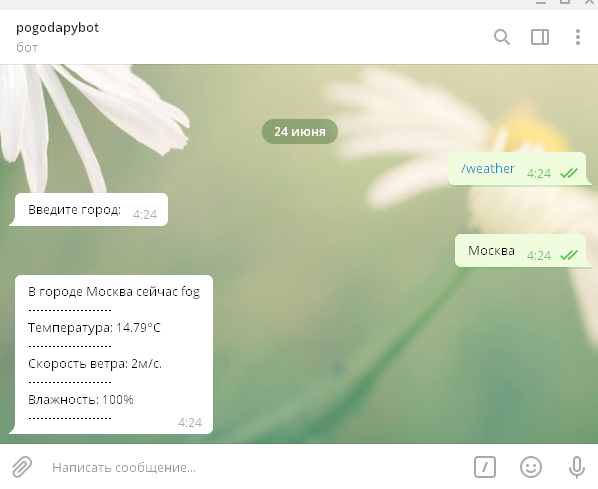 pogodapybot
бот
24 июня
/weather 4:24
Введите город: 4:24
Москва 4:24
В городе Москва сейчас fog
---------------------
Температура: 14.79°C
---------------------
Скорость ветра: 2м/с.
---------------------
Влажность: 100%
---------------------
4:24
Написать сообщение...